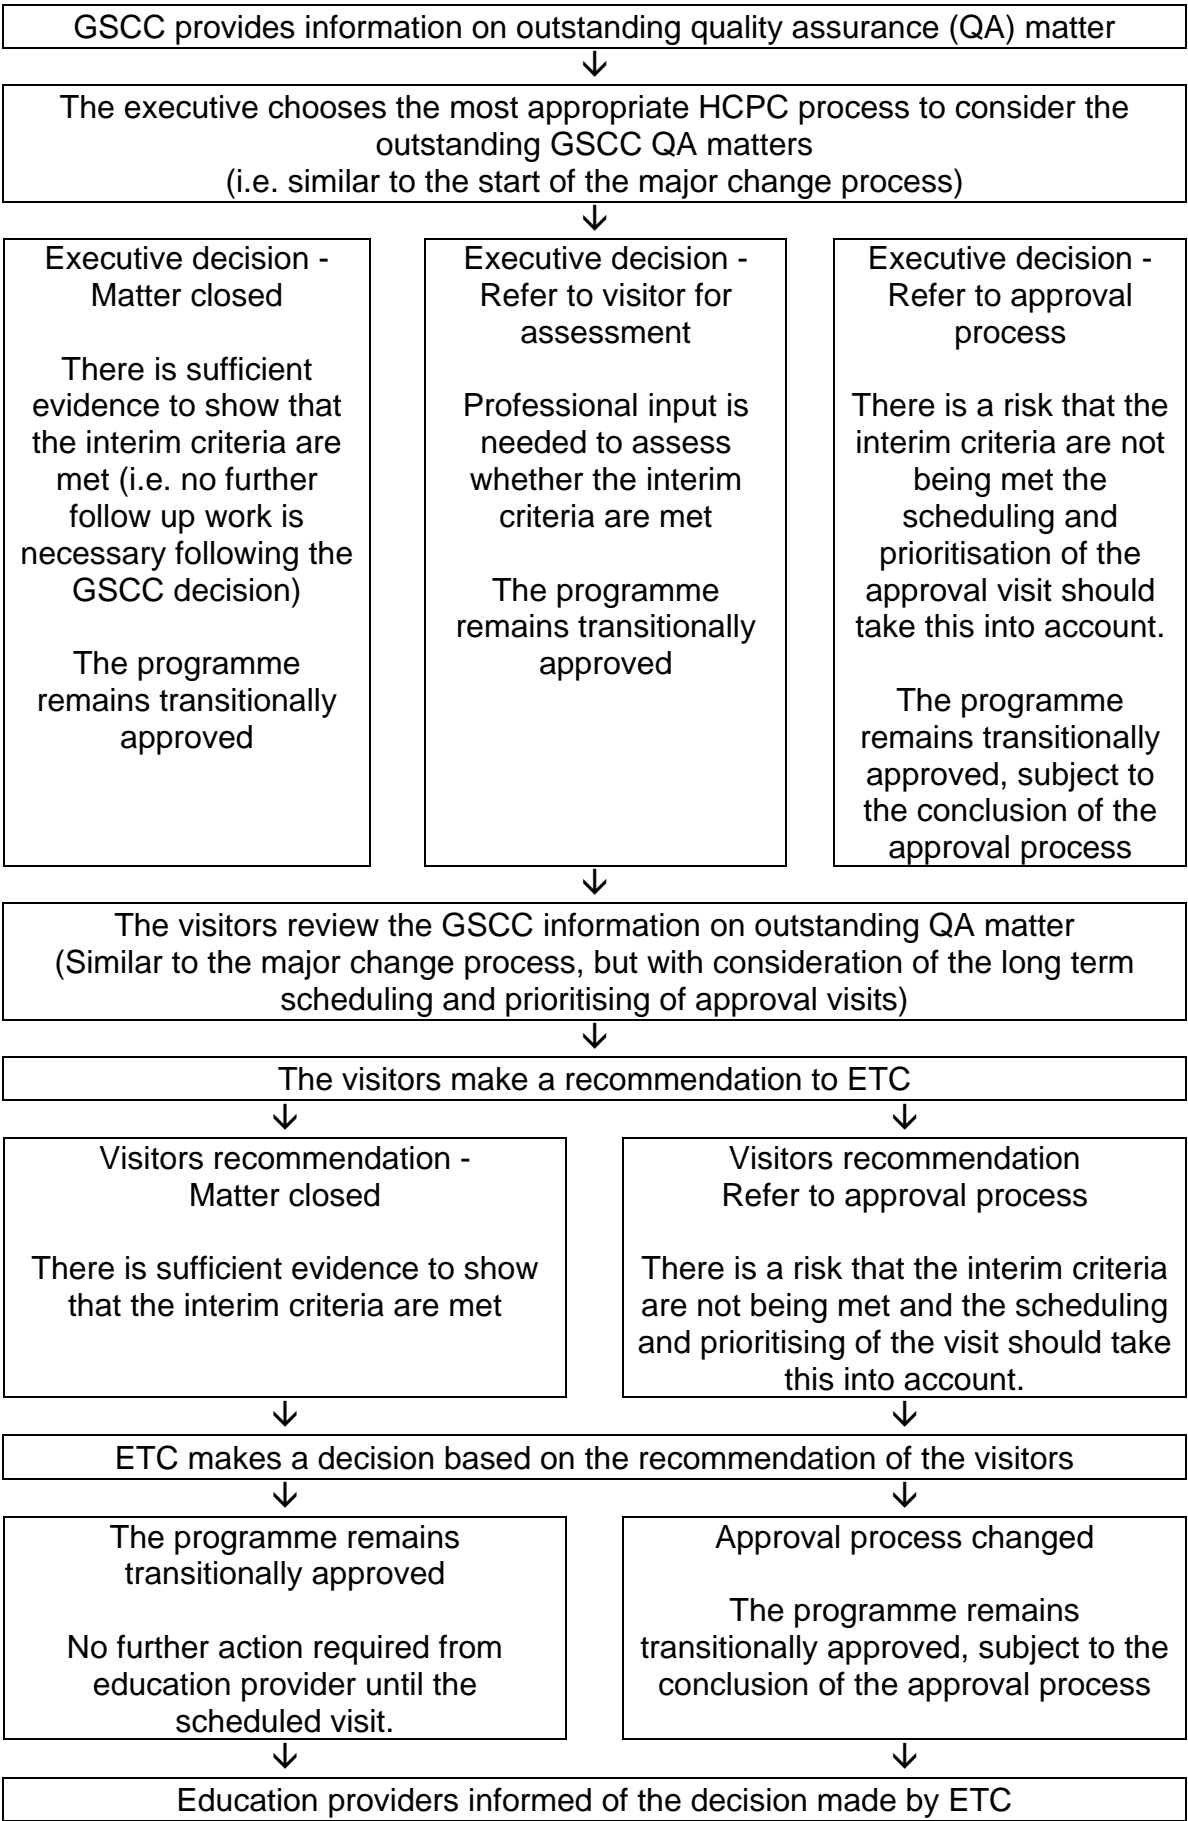 GSCC provides information on outstanding quality assurance (QA) matter
↓
The executive chooses the most appropriate HCPC process to consider the
outstanding GSCC QA matters
(i.e. similar to the start of the major change process)
↓
Executive decision -
Matter closed
There is sufficient
evidence to show that
the interim criteria are
met (i.e. no further
follow up work is
necessary following the
GSCC decision)
The programme
remains transitionally
approved
Executive decision -
Refer to visitor for
assessment
Professional input is
needed to assess
whether the interim
criteria are met
The programme
remains transitionally
approved
Executive decision -
Refer to approval
process
There is a risk that the
interim criteria are not
being met the
scheduling and
prioritisation of the
approval visit should
take this into account.
The programme
remains transitionally
approved, subject to
the conclusion of the
approval process
↓
The visitors review the GSCC information on outstanding QA matter
(Similar to the major change process, but with consideration of the long term
scheduling and prioritising of approval visits)
↓
The visitors make a recommendation to ETC
↓ ↓
Visitors recommendation -
Matter closed
There is sufficient evidence to show
that the interim criteria are met
Visitors recommendation
Refer to approval process
There is a risk that the interim criteria
are not being met and the scheduling
and prioritising of the visit should take
this into account.
↓ ↓
ETC makes a decision based on the recommendation of the visitors
↓ ↓
The programme remains
transitionally approved
No further action required from
education provider until the
scheduled visit.
Approval process changed
The programme remains
transitionally approved, subject to the
conclusion of the approval process
↓ ↓
Education providers informed of the decision made by ETC